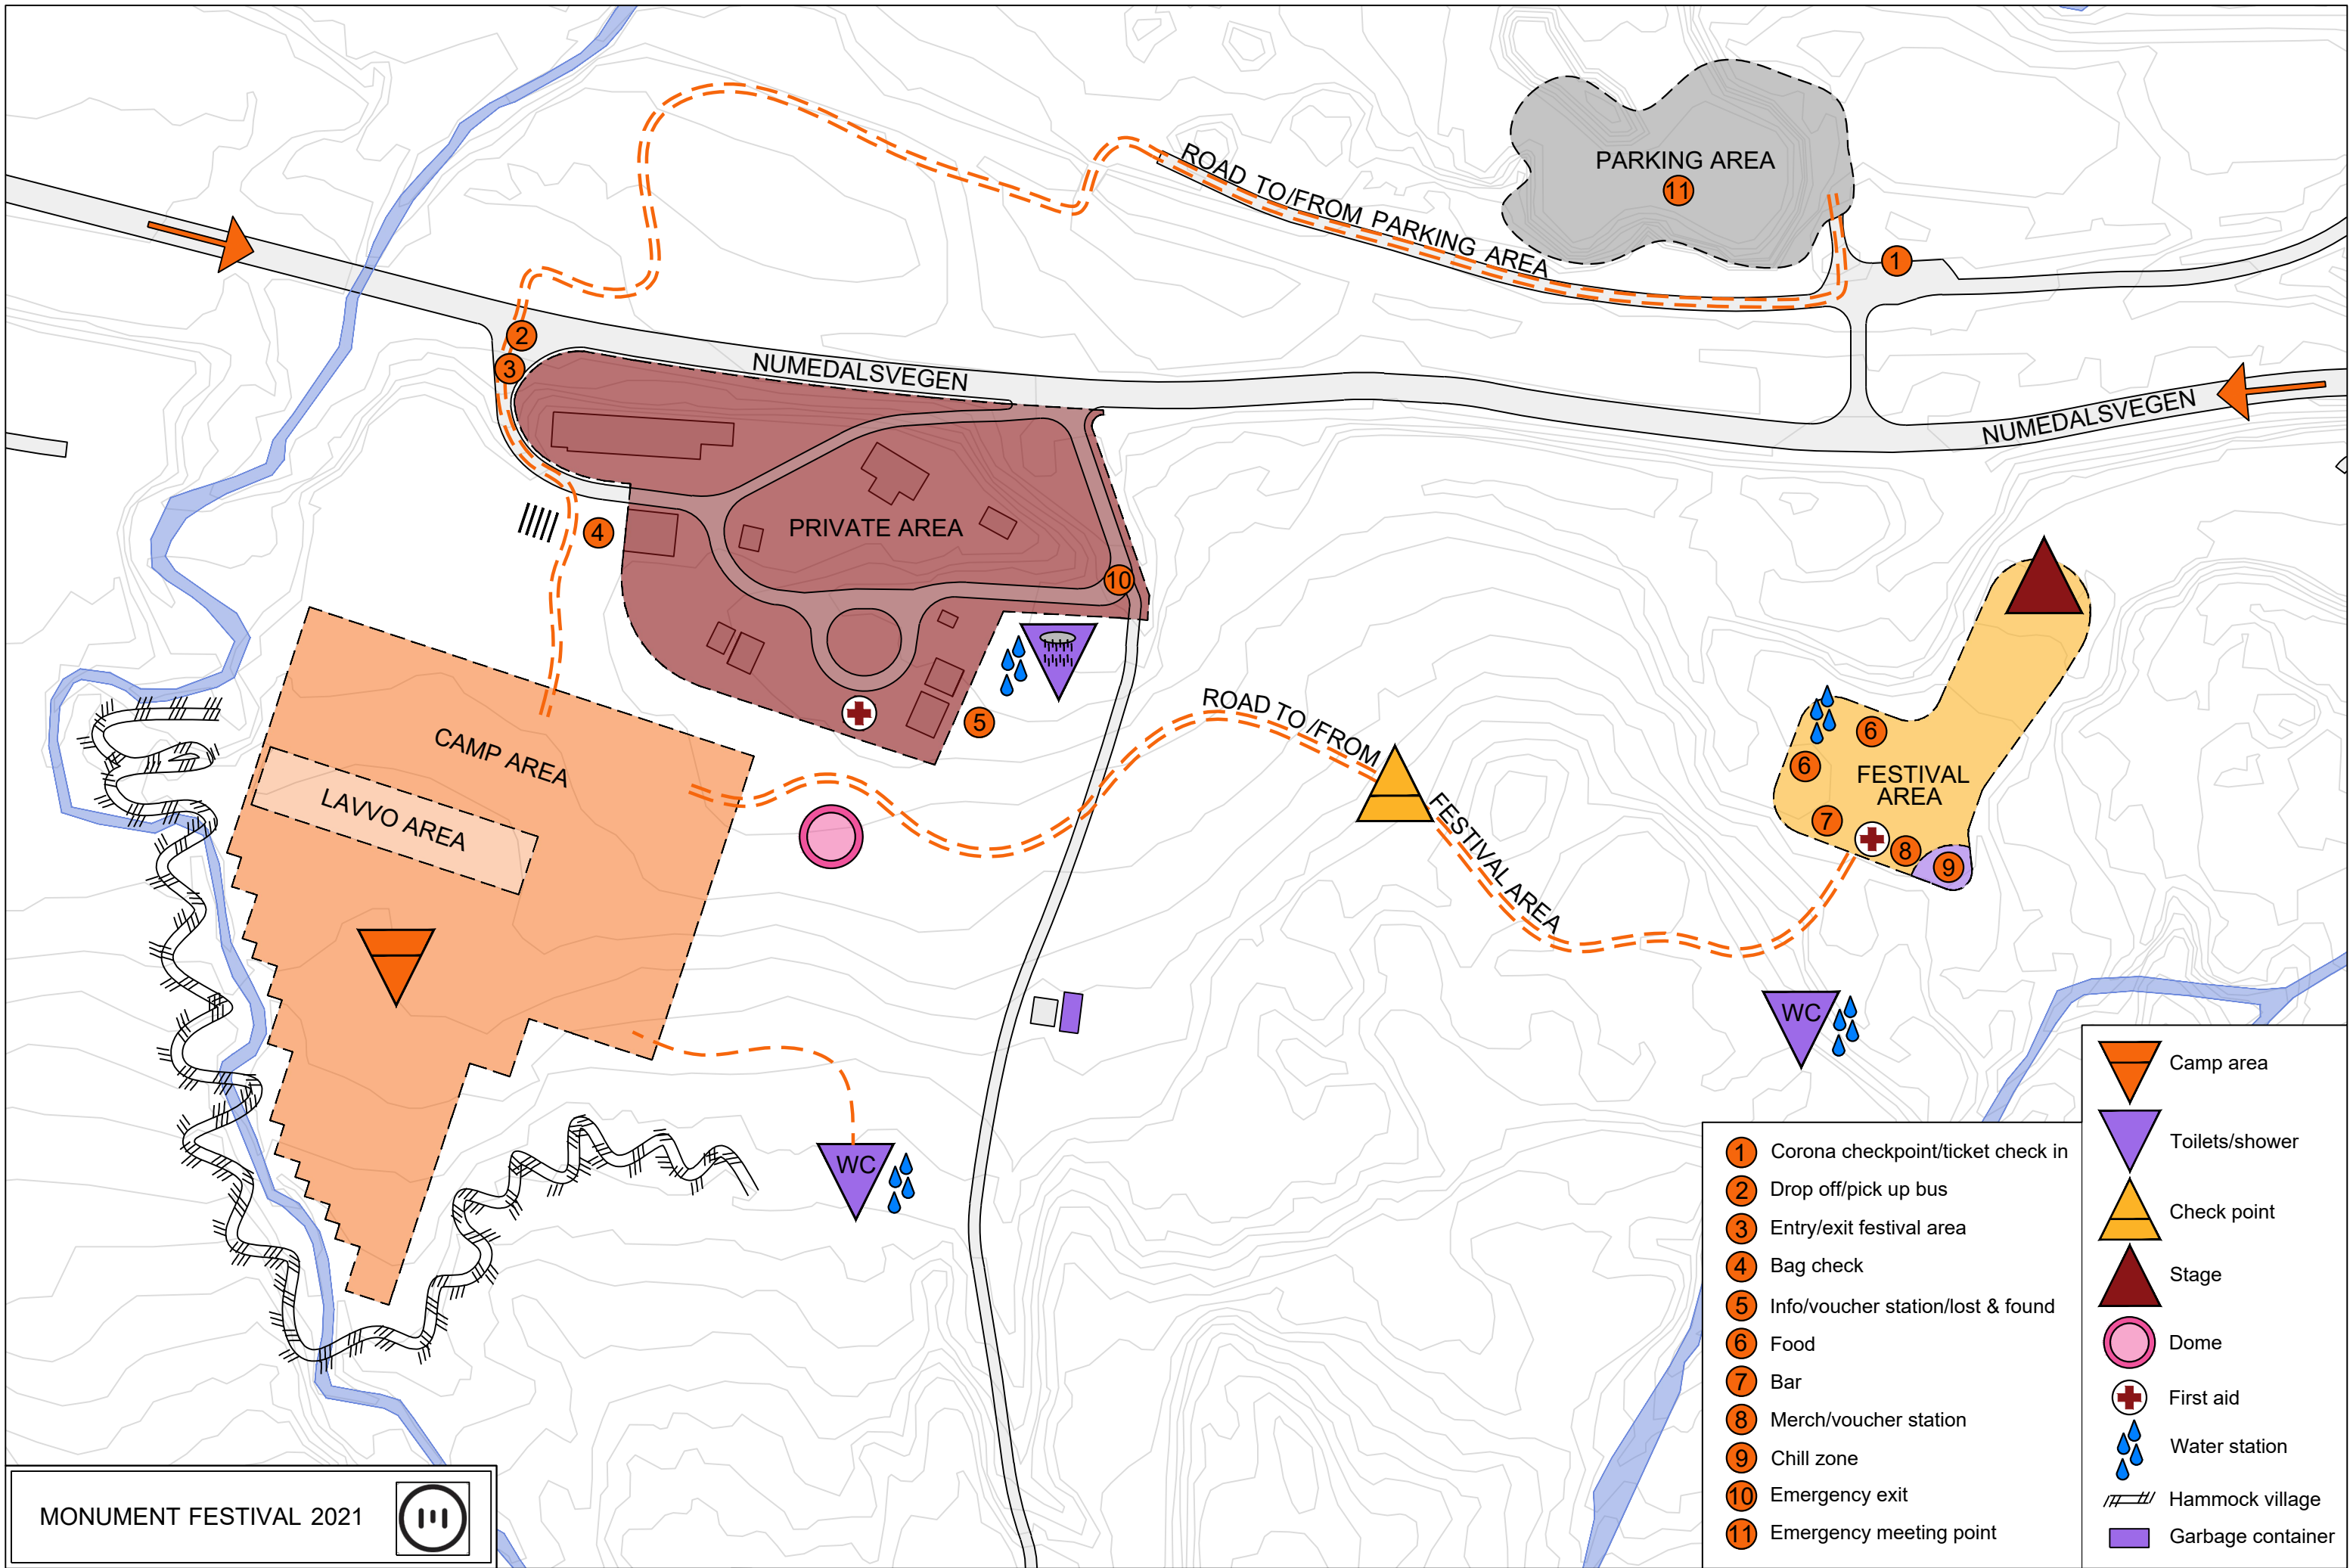 PARKING AREA
11
ROAD TO/FROM PARKING AREA
1
2
3
NUMEDALSVEGEN
NUMEDALSVEGEN
4
PRIVATE AREA
10
5
CAMP AREA
LAVVO AREA
ROAD TO/FROM
FESTIVAL AREA
6
6
FESTIVAL
AREA
7
8
9
WC
WC
1 Corona checkpoint/ticket check in
2 Drop off/pick up bus
3 Entry/exit festival area
4 Bag check
5 Info/voucher station/lost & found
6 Food
7 Bar
8 Merch/voucher station
9 Chill zone
10 Emergency exit
11 Emergency meeting point
Camp area
Toilets/shower
Check point
Stage
Dome
First aid
Water station
Hammock village
Garbage container
MONUMENT FESTIVAL 2021